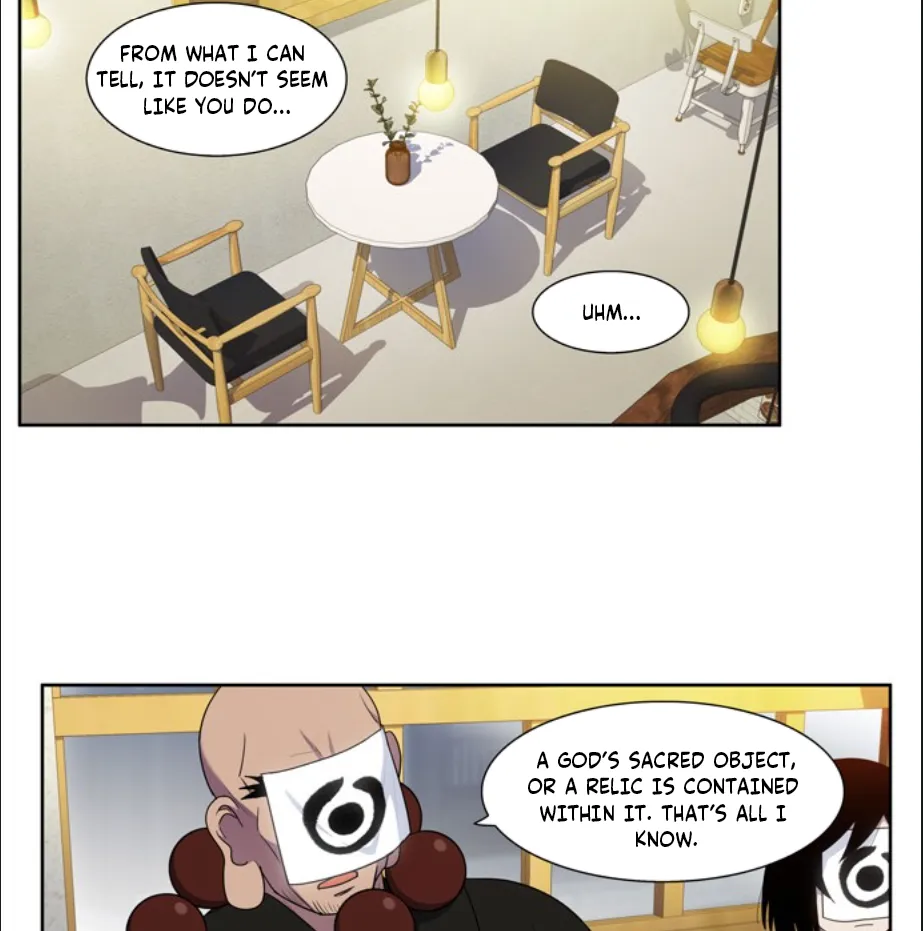 FROM WHAT I CAN
TELL, IT DOESN'T SEEM
LIKE YOU DO...
UHM...
A GOD'S SACRED OBJECT,
OR A RELIC IS CONTAINED
WITHIN IT. THAT'S ALL I
KNOW.